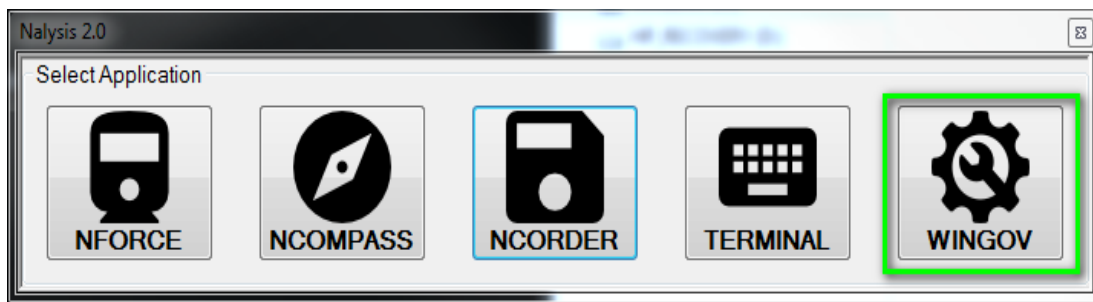 Nalysis 2.0
Select Application
NFORCE
NCOMPASS
NCORDER
TERMINAL
WINGOV